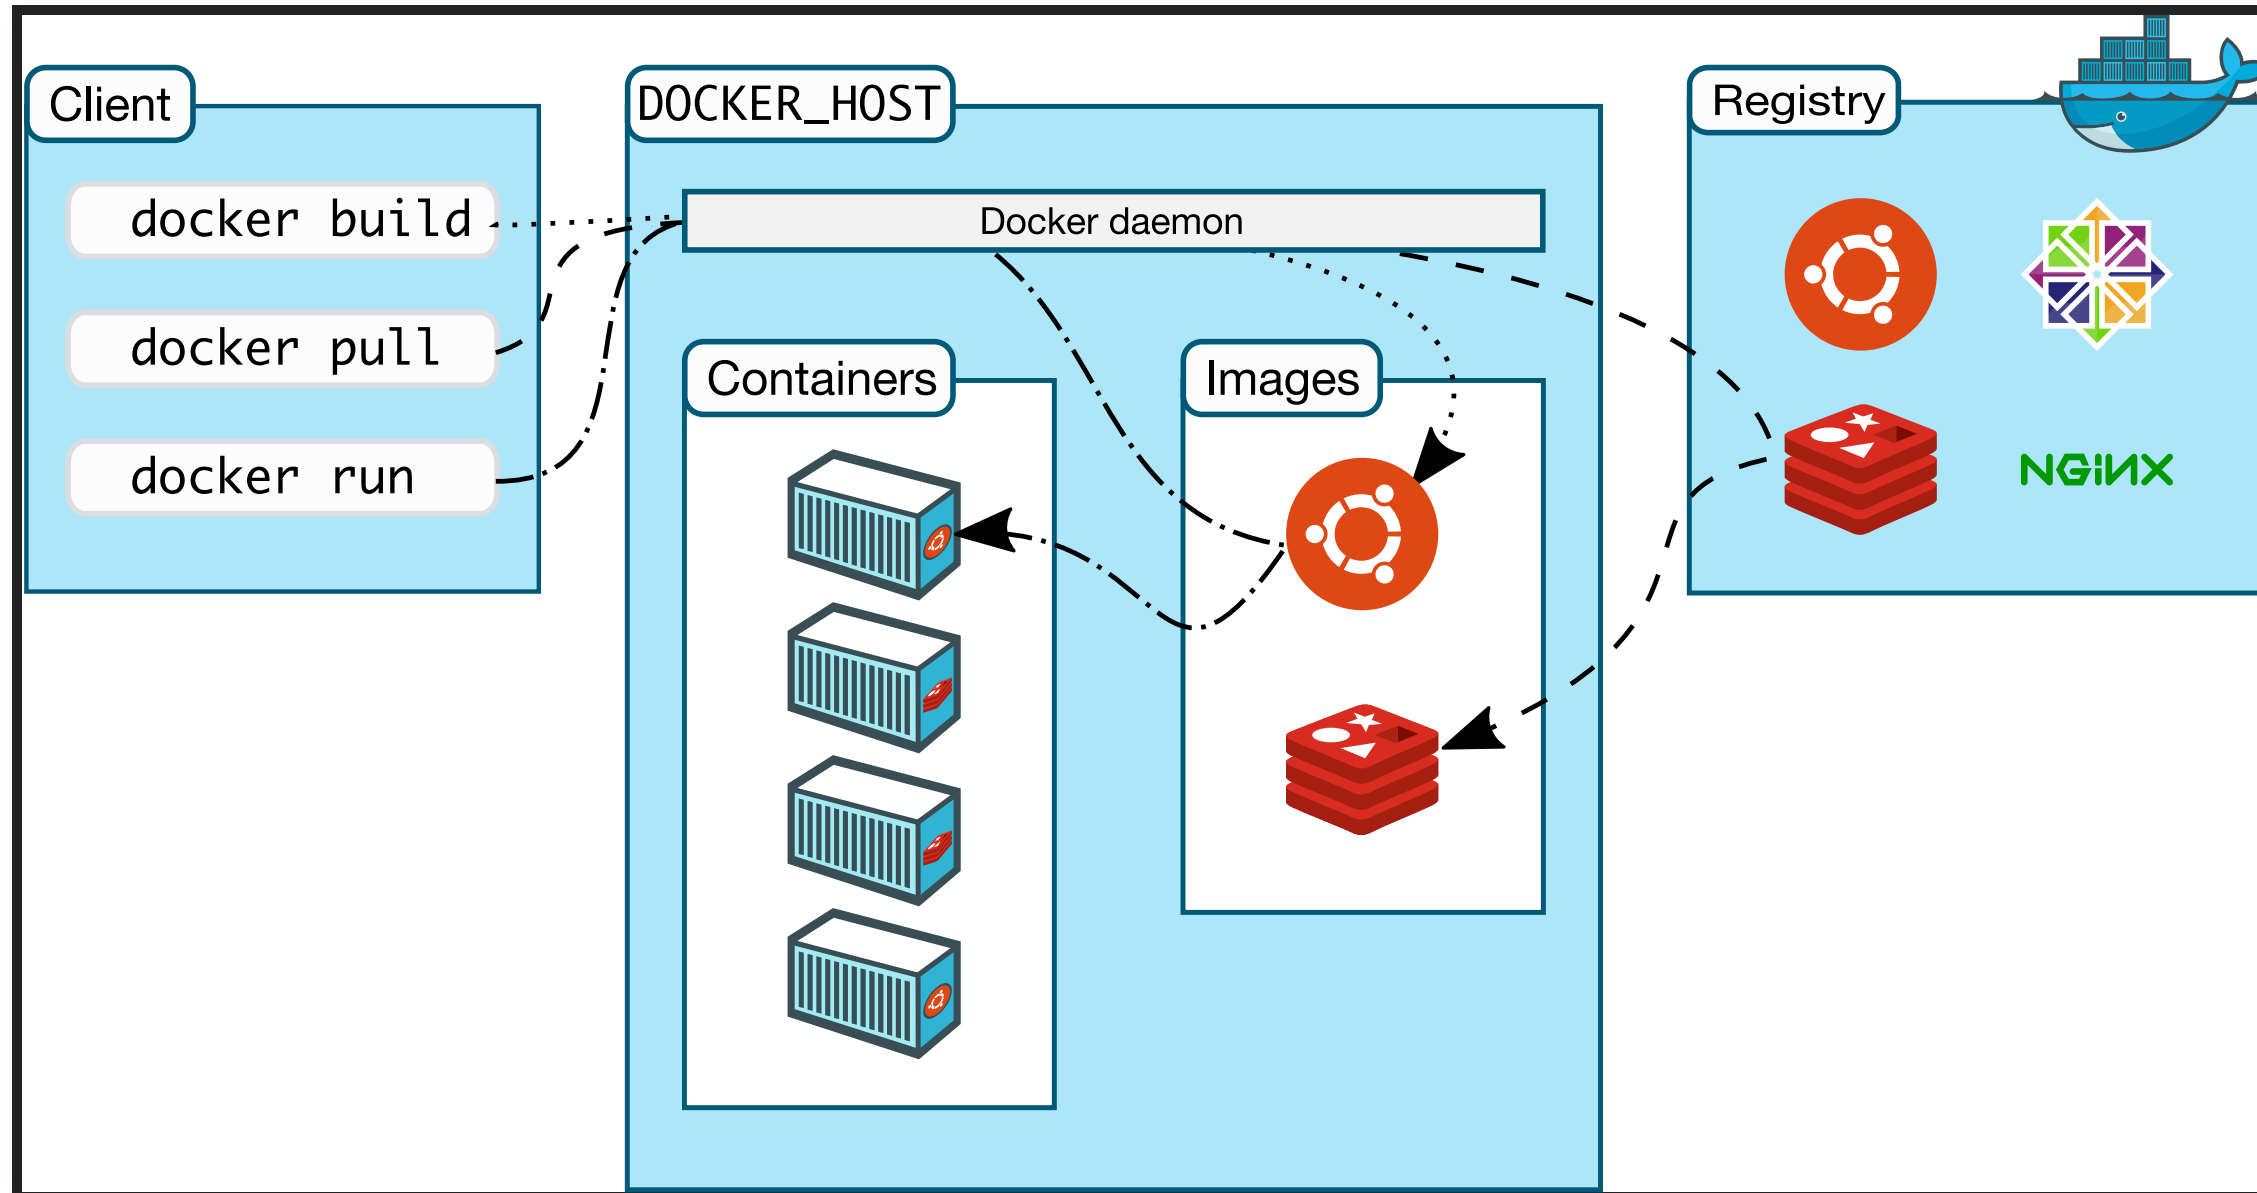 Client
docker build
docker pull
docker run
DOCKER_HOST
Docker daemon
Containers
Images
Registry
NGiNX